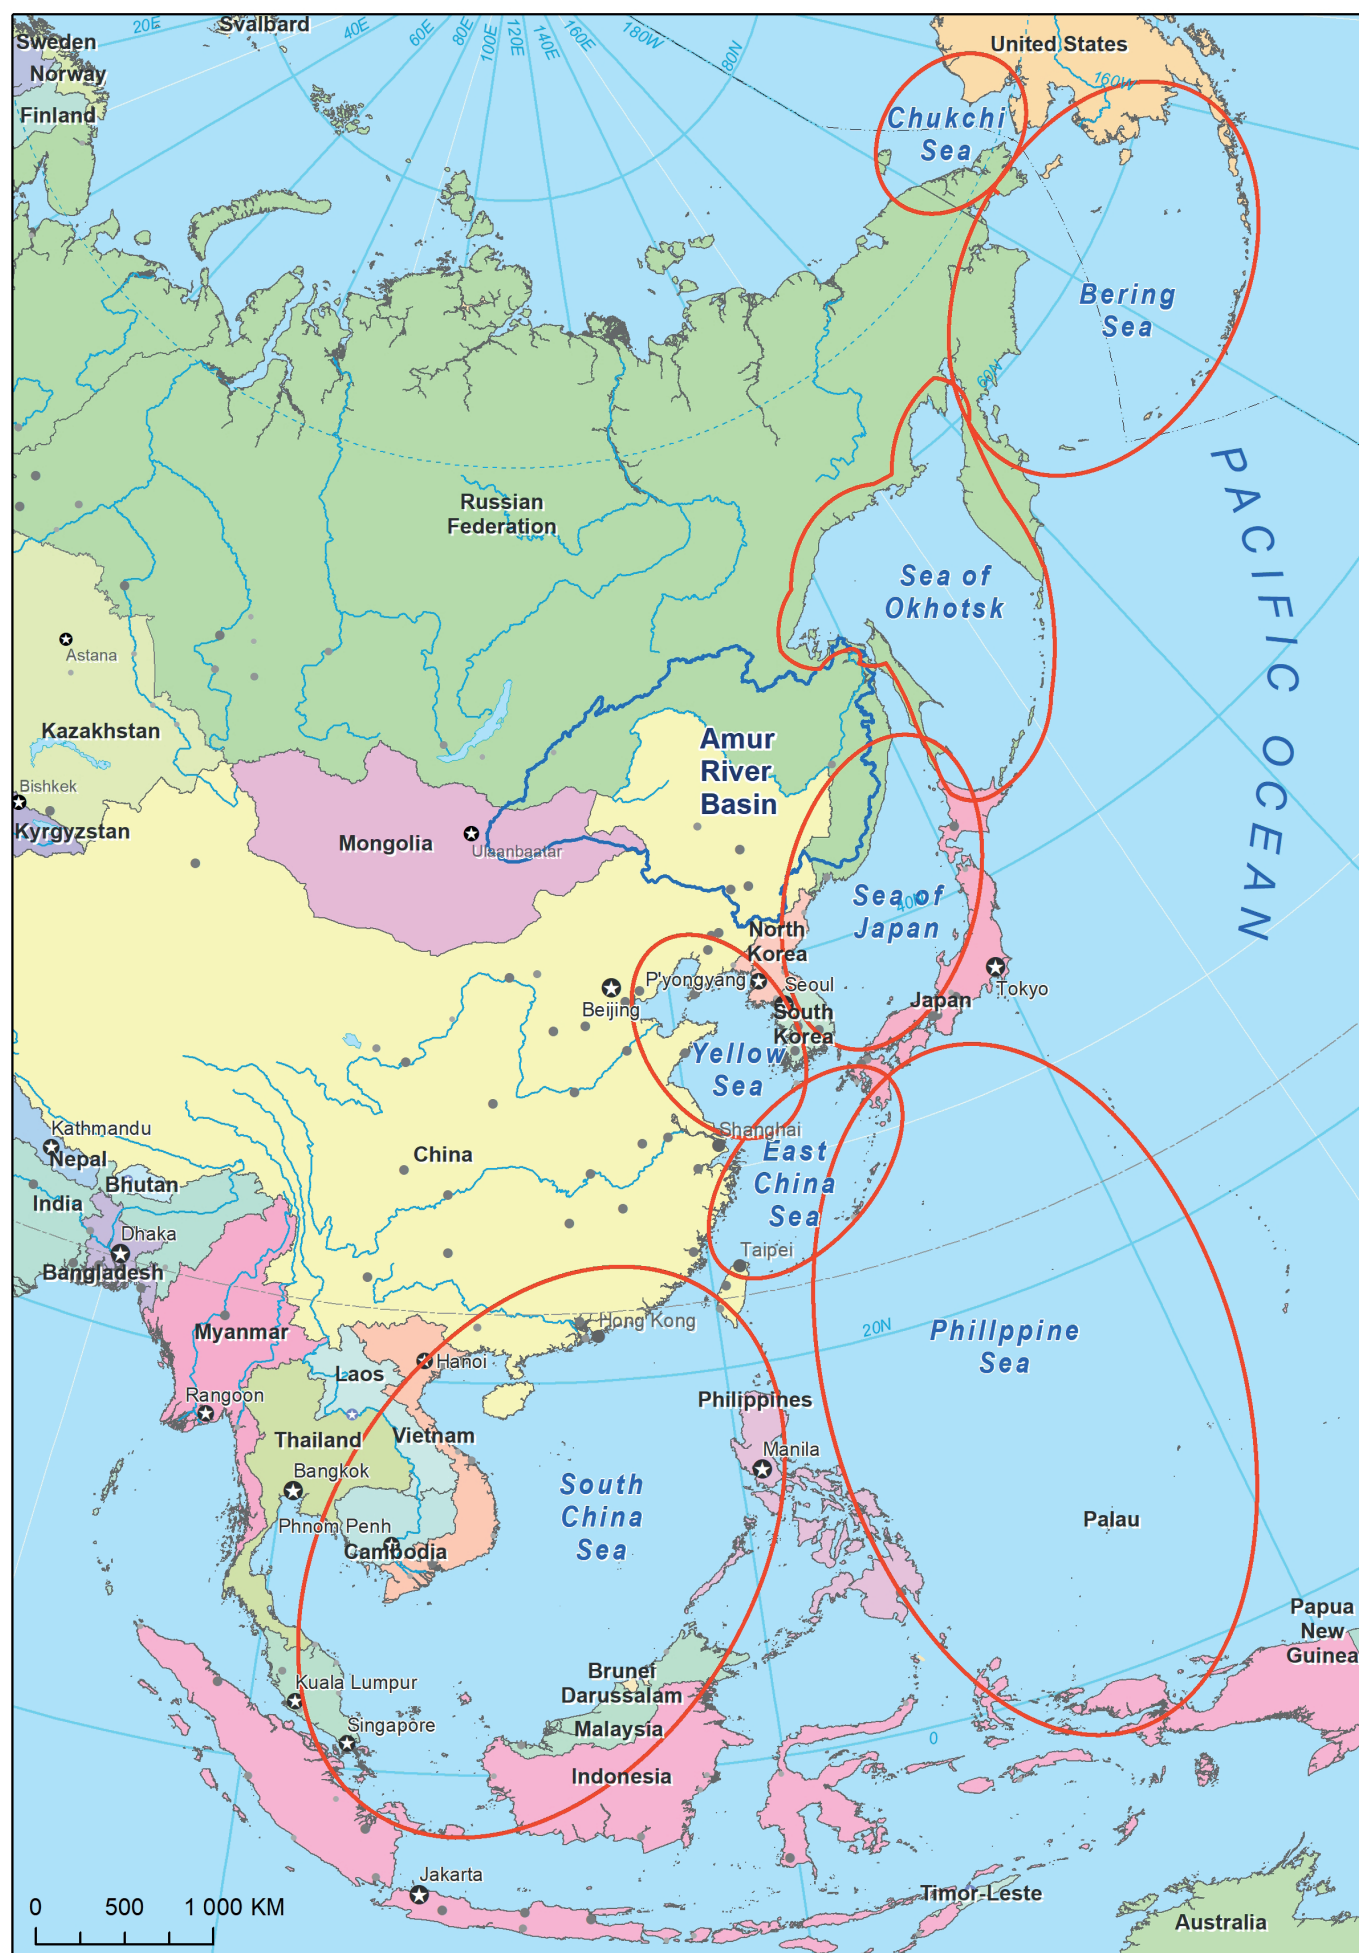 Svalbard
20E
40E
60E
80E
100E
120E
140E
160E
180W
80N
160W
Sweden
Norway
Finland
United States
Chukchi
Sea
Bering
Sea
60N
PACIFIC OCEAN
Russian
Federation
Sea of
Okhotsk
Astana
Kazakhstan
Bishkek
Kyrgyzstan
Amur
River
Basin
Mongolia
Ulaanbaatar
Sea of
Japan
40N
North
Korea
P'yongyang
Seoul
South
Korea
Japan
Tokyo
Beijing
Yellow
Sea
Shanghai
East
China
Sea
China
Kathmandu
Nepal
Bhutan
India
Dhaka
Bangladesh
Taipei
Myanmar
Hong Kong
20N
Phillppine
Sea
Hanoi
Laos
Rangoon
Thailand
Vietnam
Philippines
Manila
Bangkok
South
China
Sea
Palau
Phnom Penh
Cambodia
Papua
New
Guinea
Kuala Lumpur
Brunei
Darussalam
Singapore
Malaysia
0
Indonesia
Jakarta
Timor-Leste
Australia
0 500 1 000 KM